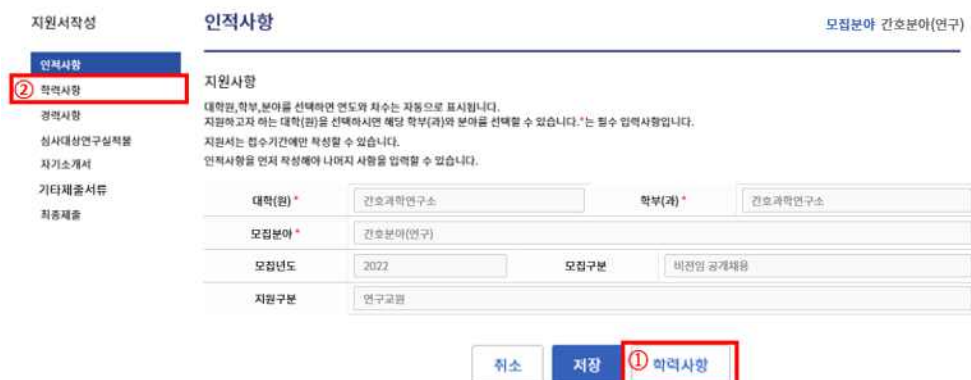 지원서작성
인적사항
모집분야 간호분야(연구)
인적사항
② 학력사항
경력사항
심사대상연구실적물
자기소개서
기타제출서류
최종제출
지원사항
대학원,학부,분야를 선택하면 연도와 차수는 자동으로 표시됩니다.
지원하고자 하는 대학(원)을 선택하시면 해당 학부(과)와 분야를 선택할 수 있습니다.*는 필수 입력사항입니다.
지원서는 접수기간에만 작성할 수 있습니다.
인적사항을 먼저 작성해야 나머지 사항을 입력할 수 있습니다.
대학(원) * 간호과학연구소 학부(과) * 간호과학연구소
모집분야 * 간호분야(연구)
모집년도 2022 모집구분 비전임 공개채용
지원구분 연구교원
취소 저장 ① 학력사항